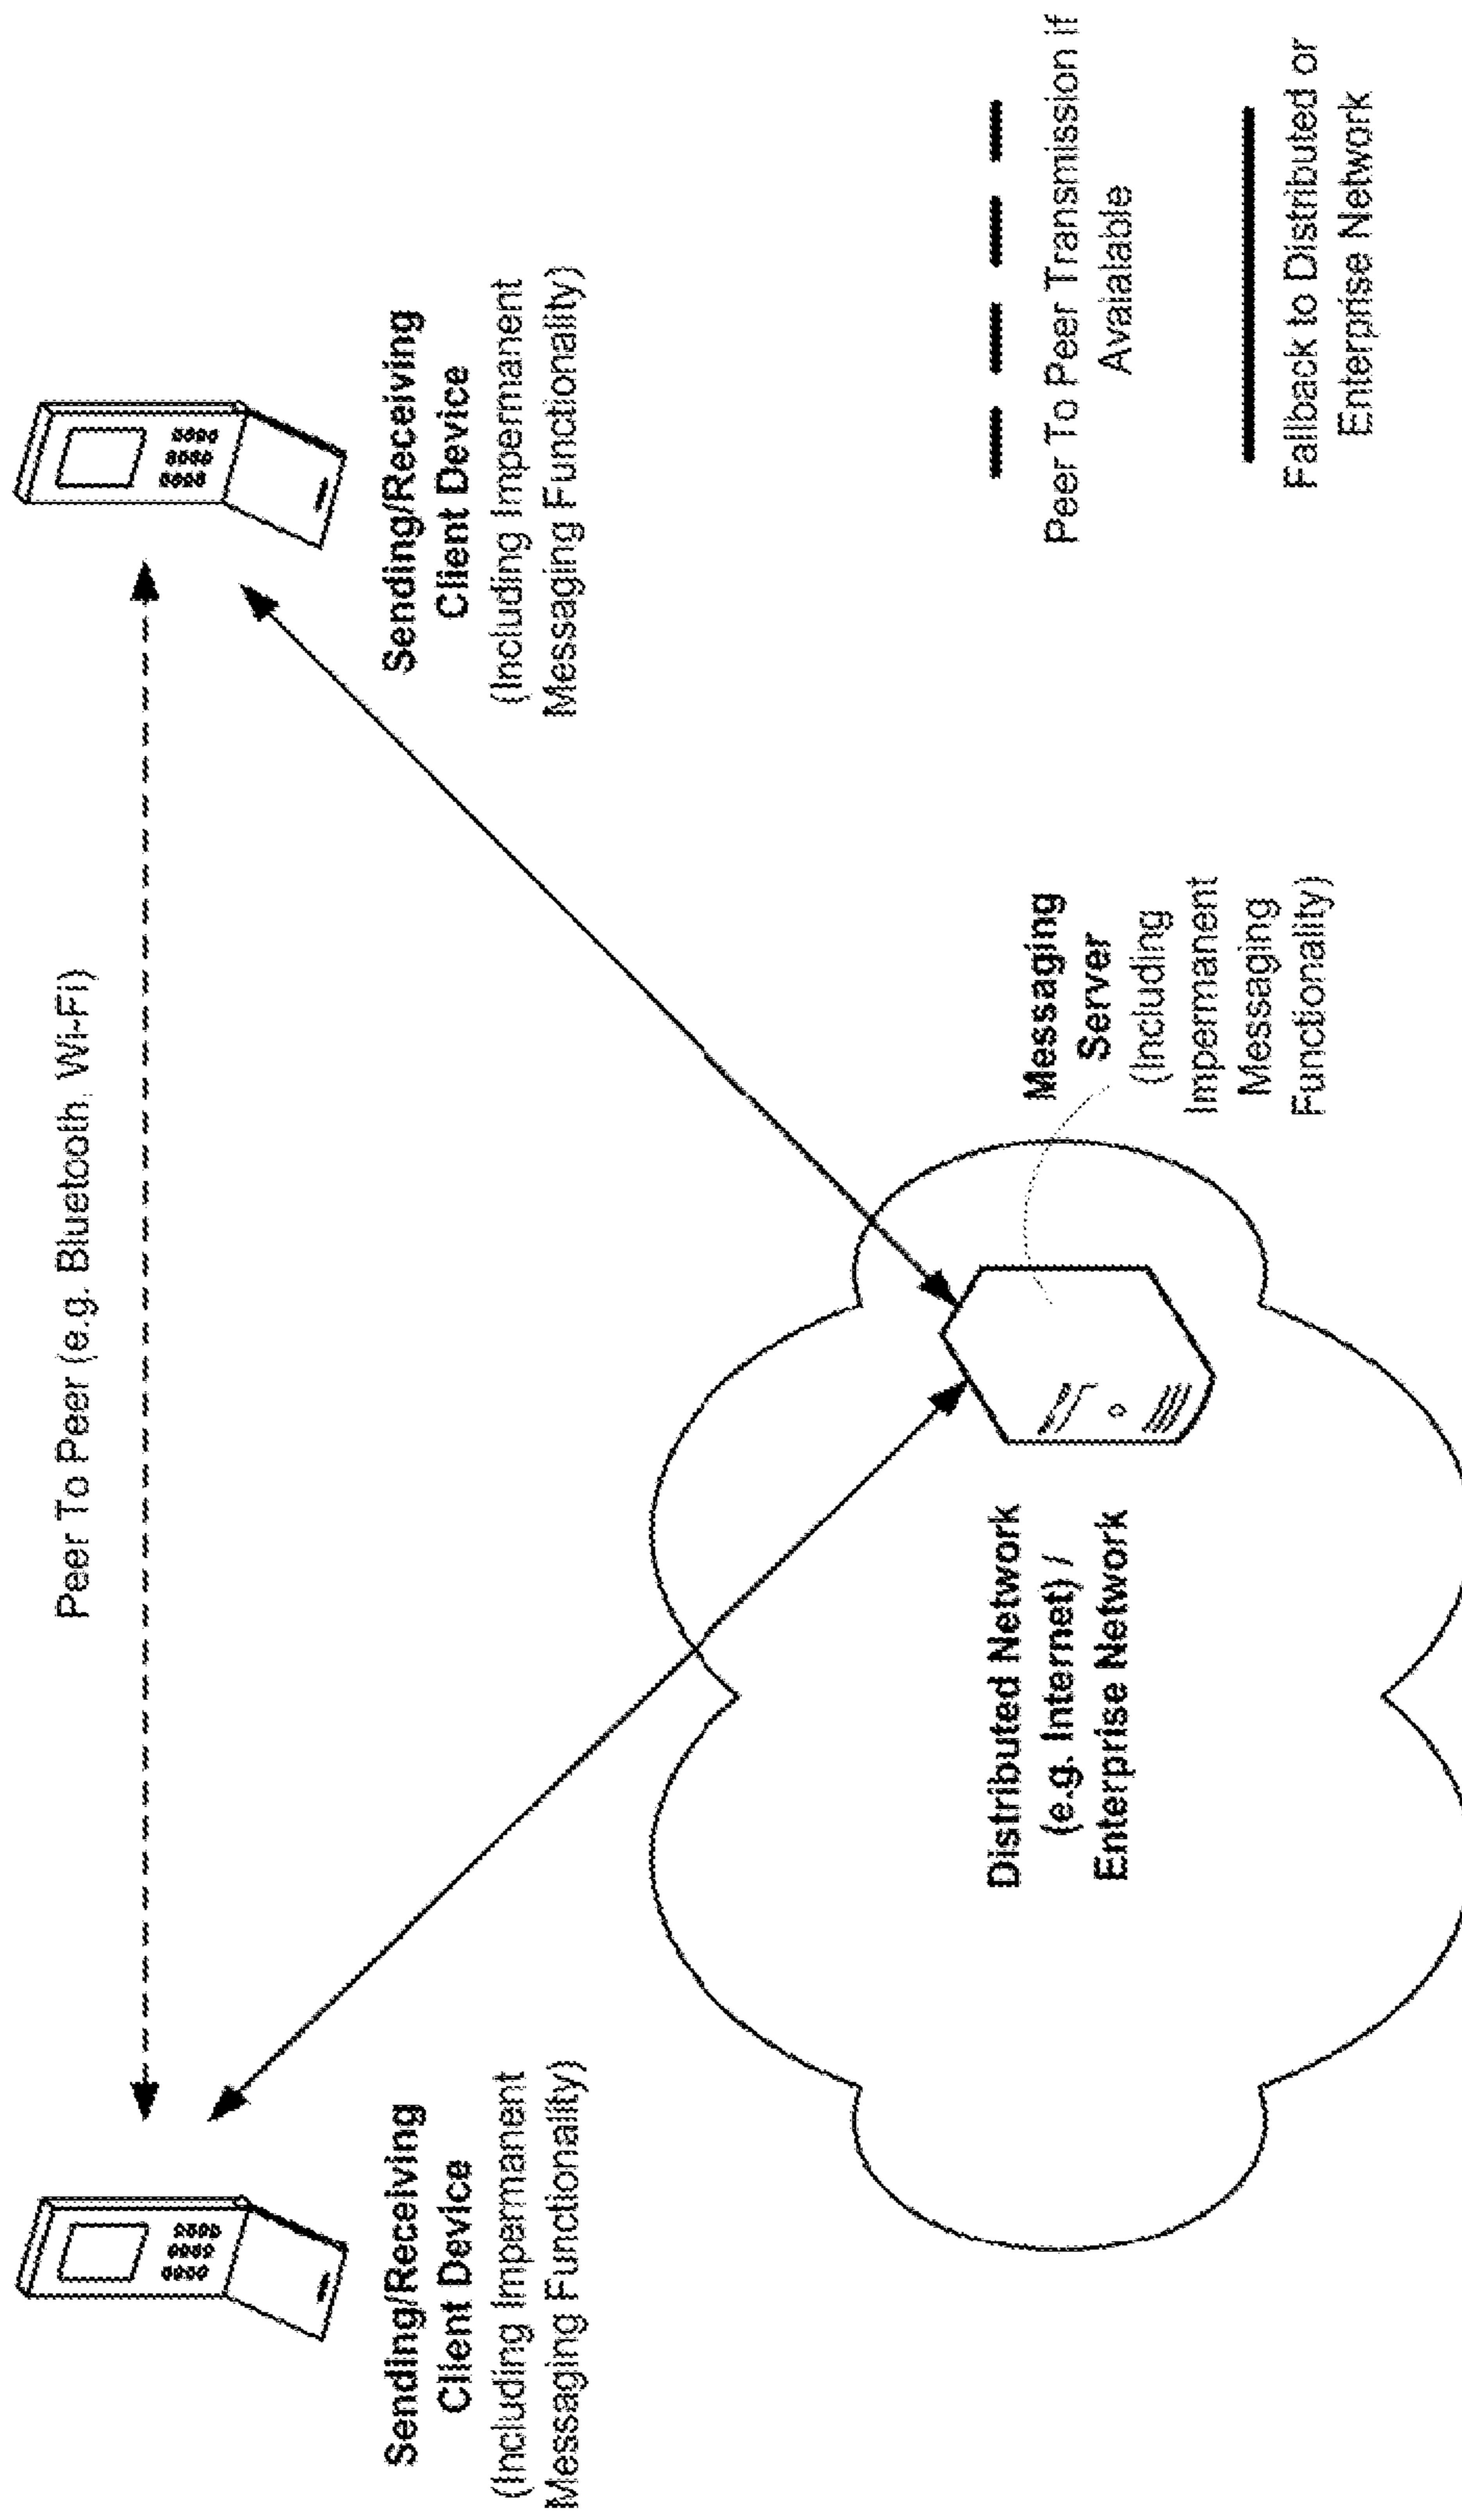 Peer To Peer (e.g. Bluetooth, Wi-Fi)
Sending/Receiving
Client Device
(Including Impermanent
Messaging Functionality)
Sending/Receiving
Client Device
(Including Impermanent
Messaging Functionality)
Distributed Network
(e.g. Internet) /
Enterprise Network
Messaging
Server
(Including
Impermanent
Messaging
Functionality)
Peer To Peer Transmission if
Avaialable
Fallback to Distributed or
Enterprise Network